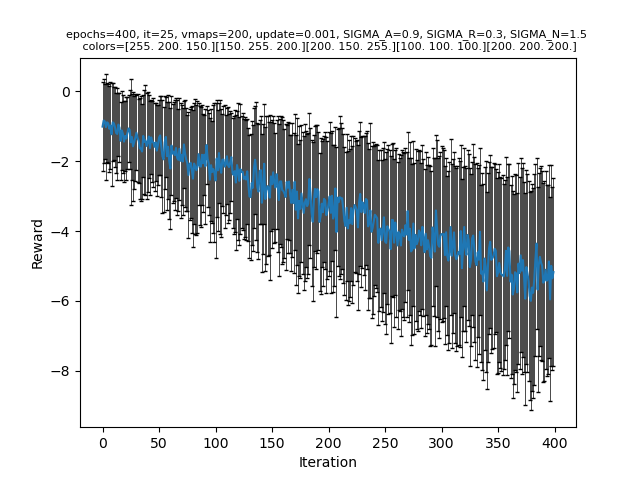 epochs=400, it=25, vmaps=200, update=0.001, SIGMA_A=0.9, SIGMA_R=0.3, SIGMA_N=1.5
colors=[255. 200. 150.][150. 255. 200.][200. 150. 255.][100. 100. 100.][200. 200. 200.]
0
−2
−4
−6
−8
Reward
0 50 100 150 200 250 300 350 400
Iteration